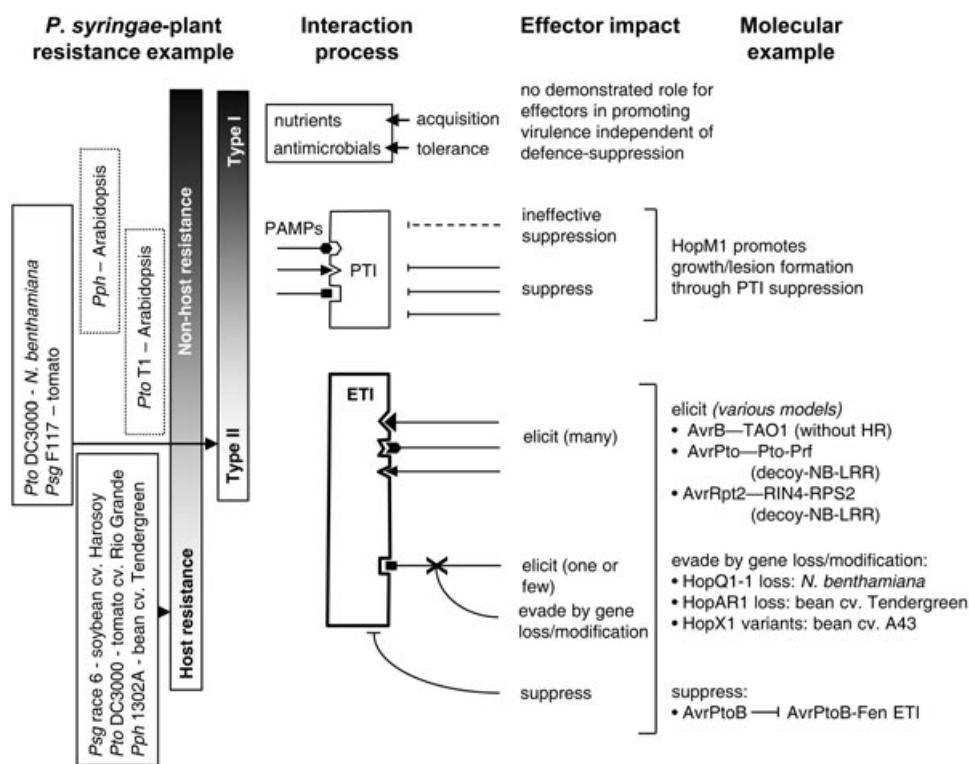 P. syringae-plant
resistance example
Interaction
process
Effector impact
Molecular
example
Pto DC3000 - N. benthamiana
Psg F117 – tomato
Pph – Arabidopsis
Pto T1 – Arabidopsis
Psg race 6 - soybean cv. Harosoy
Pto DC3000 - tomato cv. Rio Grande
Pph 1302A - bean cv. Tendergreen
Non-host resistance
Host resistance
Type I
Type II
nutrients
antimicrobials
acquisition
tolerance
no demonstrated role for
effectors in promoting
virulence independent of
defence-suppression
PAMPs
PTI
ineffective
suppression
suppress
HopM1 promotes
growth/lesion formation
through PTI suppression
ETI
elicit (many)
elicit (one or
few)
evade by gene
loss/modification
suppress
elicit (various models)
• AvrB—TAO1 (without HR)
• AvrPto—Pto-Prf
(decoy-NB-LRR)
• AvrRpt2—RIN4-RPS2
(decoy-NB-LRR)
evade by gene loss/modification:
• HopQ1-1 loss: N. benthamiana
• HopAR1 loss: bean cv. Tendergreen
• HopX1 variants: bean cv. A43
suppress:
• AvrPtoB AvrPtoB-Fen ETI